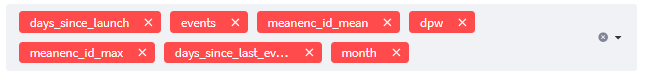 days_since_launch × events × meanenc_id_mean × dpw ×
meanenc_id_max × days_since_last_ev... × month ×